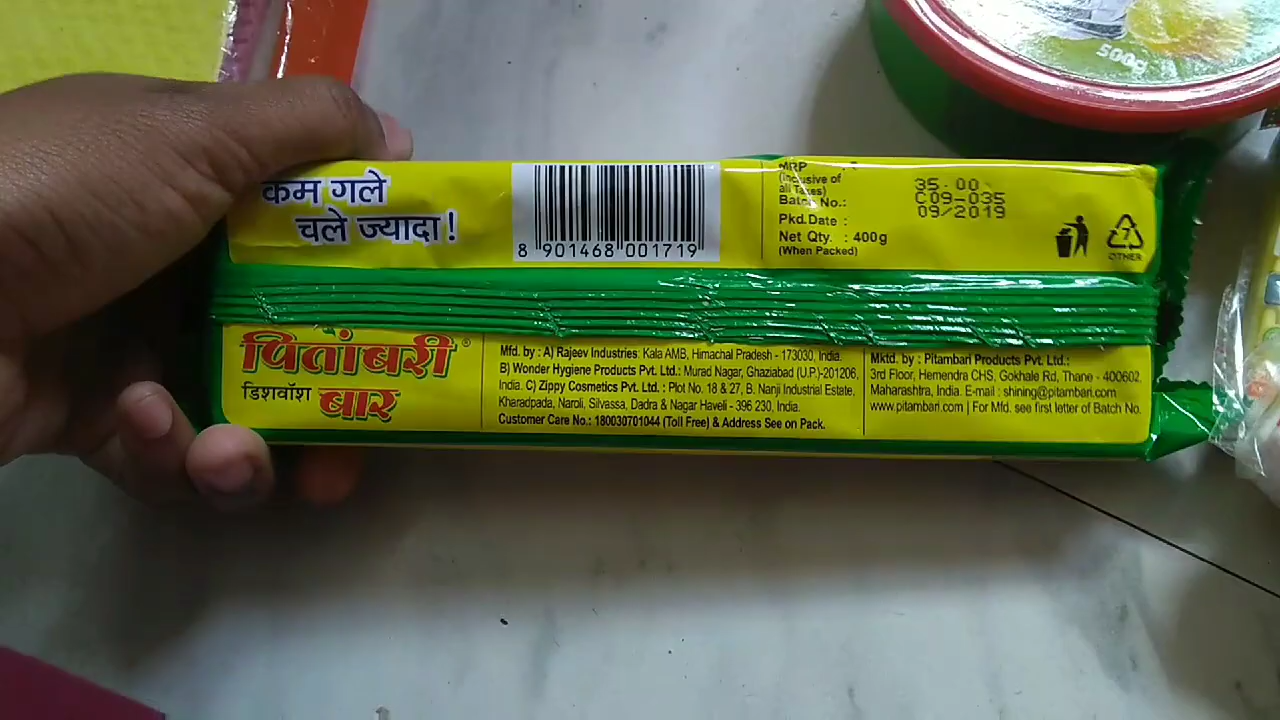 500g
कम गले
चले ज्यादा!
8 901468 001719
MRP
(Inclusive of
all Taxes)
Batch No.:
Pkd. Date :
Net Qty. : 400g
(When Packed)
35.00
C09-035
09/2019
7
OTHER
पितांबरी®
डिशवॉश बार
Mfd. by : A) Rajeev Industries: Kala AMB, Himachal Pradesh - 173030, India.
B) Wonder Hygiene Products Pvt. Ltd.: Murad Nagar, Ghaziabad (U.P.)-201206,
India. C) Zippy Cosmetics Pvt. Ltd. : Plot No. 18 & 27, B. Nanji Industrial Estate,
Kharadpada, Naroli, Silvassa, Dadra & Nagar Haveli - 396 230, India.
Customer Care No.: 180030701044 (Toll Free) & Address See on Pack.
Mktd. by : Pitambari Products Pvt. Ltd.:
3rd Floor, Hemendra CHS, Gokhale Rd, Thane - 400602,
Maharashtra, India. E-mail : shining@pitambari.com
www.pitambari.com | For Mfd. see first letter of Batch No.